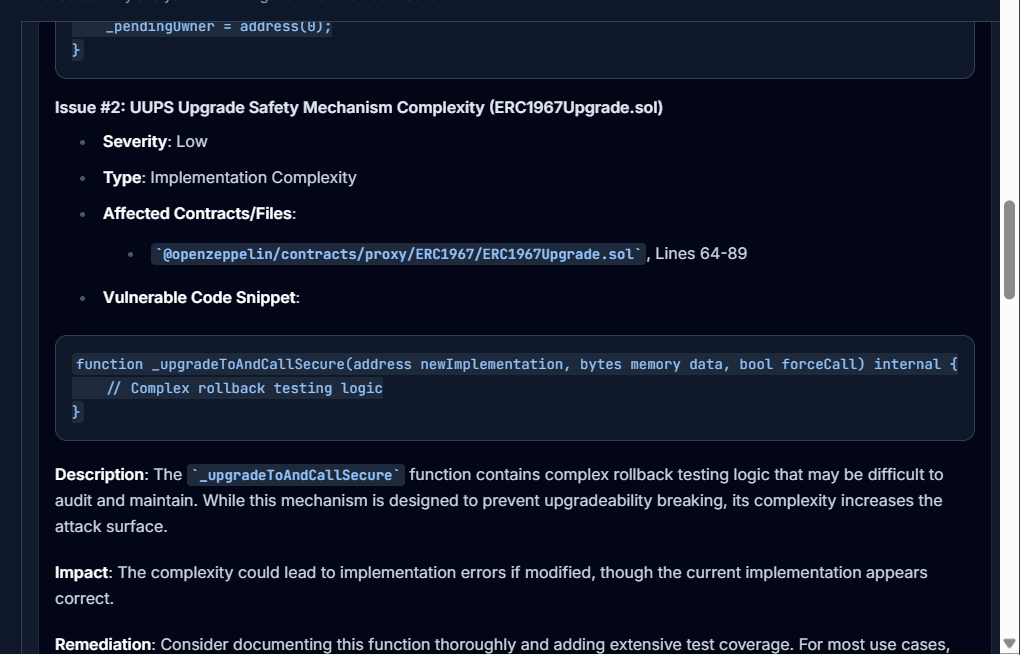 _pendingOwner = address(0);
}
Issue #2: UUPS Upgrade Safety Mechanism Complexity (ERC1967Upgrade.sol)
Severity: Low
Type: Implementation Complexity
Affected Contracts/Files:
`@openzeppelin/contracts/proxy/ERC1967/ERC1967Upgrade.sol`, Lines 64-89
Vulnerable Code Snippet:
function _upgradeToAndCallSecure(address newImplementation, bytes memory data, bool forceCall) internal {
// Complex rollback testing logic
}
Description: The `_upgradeToAndCallSecure` function contains complex rollback testing logic that may be difficult to
audit and maintain. While this mechanism is designed to prevent upgradeability breaking, its complexity increases the
attack surface.
Impact: The complexity could lead to implementation errors if modified, though the current implementation appears
correct.
Remediation: Consider documenting this function thoroughly and adding extensive test coverage. For most use cases,